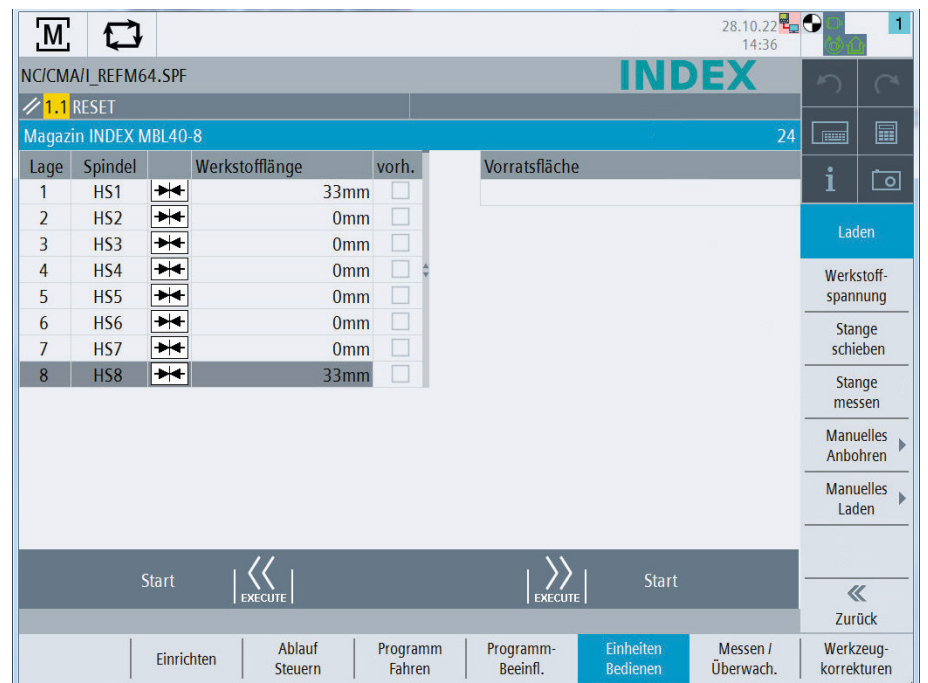 M
28.10.22
14:36
1
NC/CMA/I_REFM64.SPF
INDEX
1.1 RESET
Magazin INDEX MBL40-8 24
Lage Spindel Werkstofflänge vorh. Vorratsfläche
1 HS1 33mm
2 HS2 0mm
3 HS3 0mm
4 HS4 0mm
5 HS5 0mm
6 HS6 0mm
7 HS7 0mm
8 HS8 33mm
i
Laden
Werkstoff-
spannung
Stange
schieben
Stange
messen
Manuelles
Anbohren
Manuelles
Laden
Zurück
Start EXECUTE EXECUTE Start
Einrichten
Ablauf
Steuern
Programm
Fahren
Programm-
Beeinfl.
Einheiten
Bedienen
Messen /
Überwach.
Werkzeug-
korrekturen